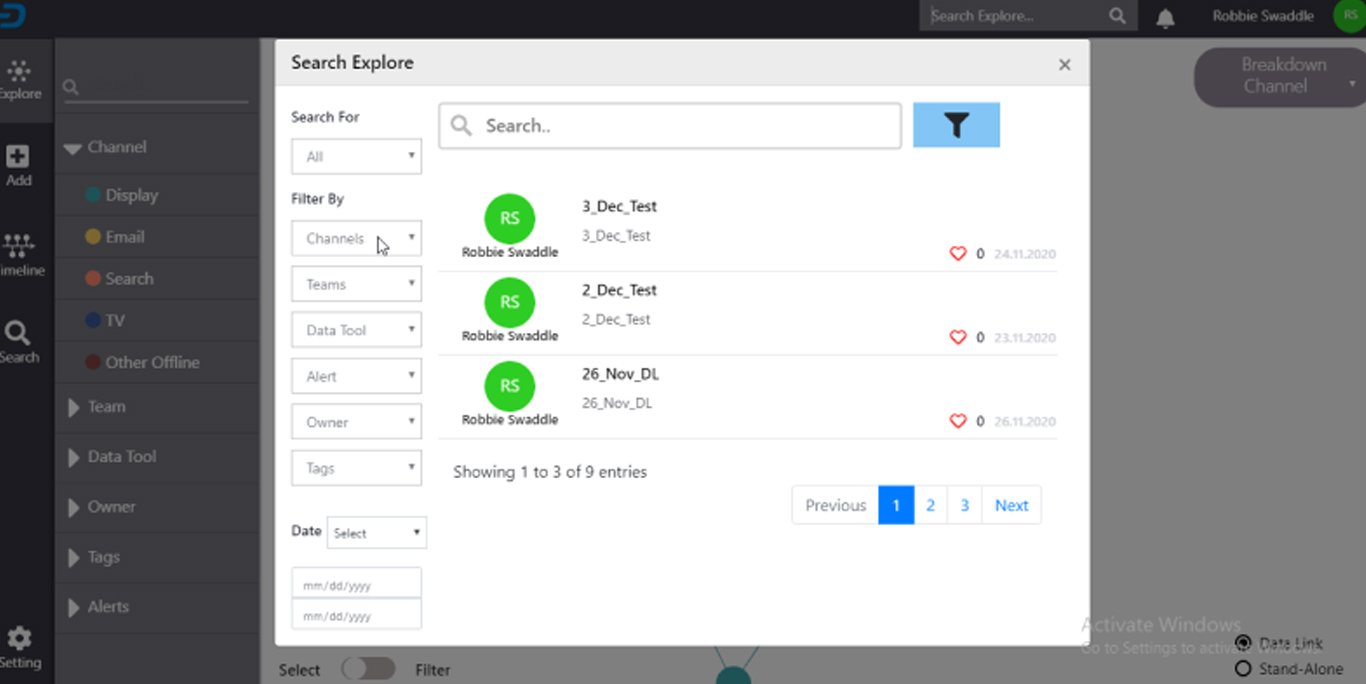 Search Explore...
Robbie Swaddle
RS
Explore
Add
Timeline
Search
Setting
Channel
Display
Email
Search
TV
Other Offline
Team
Data Tool
Owner
Tags
Alerts
Search Explore
×
Search For
All
Filter By
Channels
Teams
Data Tool
Alert
Owner
Tags
Date Select
mm/dd/yyyy
mm/dd/yyyy
Search..
RS
Robbie Swaddle
3_Dec_Test
3_Dec_Test
0 24.11.2020
RS
Robbie Swaddle
2_Dec_Test
2_Dec_Test
0 23.11.2020
RS
Robbie Swaddle
26_Nov_DL
26_Nov_DL
0 26.11.2020
Showing 1 to 3 of 9 entries
Previous 1 2 3 Next
Breakdown
Channel
Select Filter
Activate Windows
Go to Settings to activate Windows.
Data Link
Stand-Alone